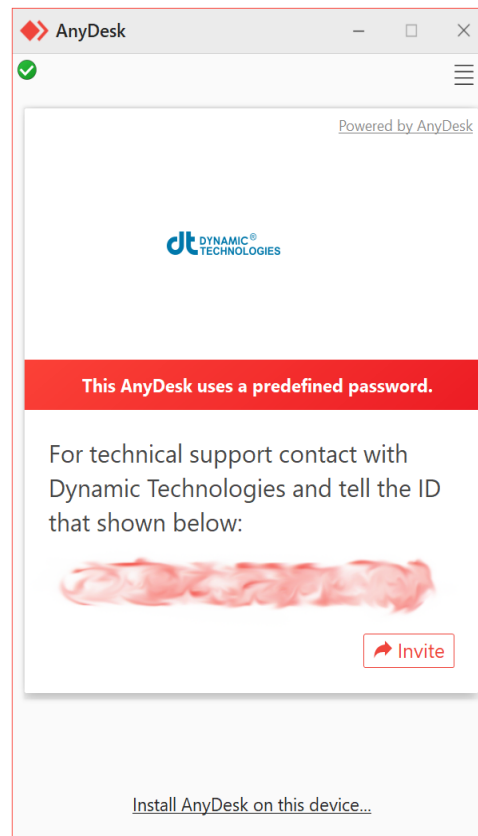 AnyDesk
Powered by AnyDesk
dt DYNAMIC®
TECHNOLOGIES
This AnyDesk uses a predefined password.
For technical support contact with
Dynamic Technologies and tell the ID
that shown below:
Invite
Install AnyDesk on this device...